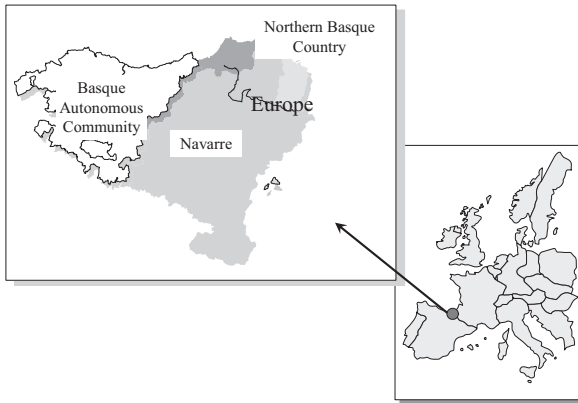 Northern Basque
Country
Basque
Autonomous
Community
Europe
Navarre